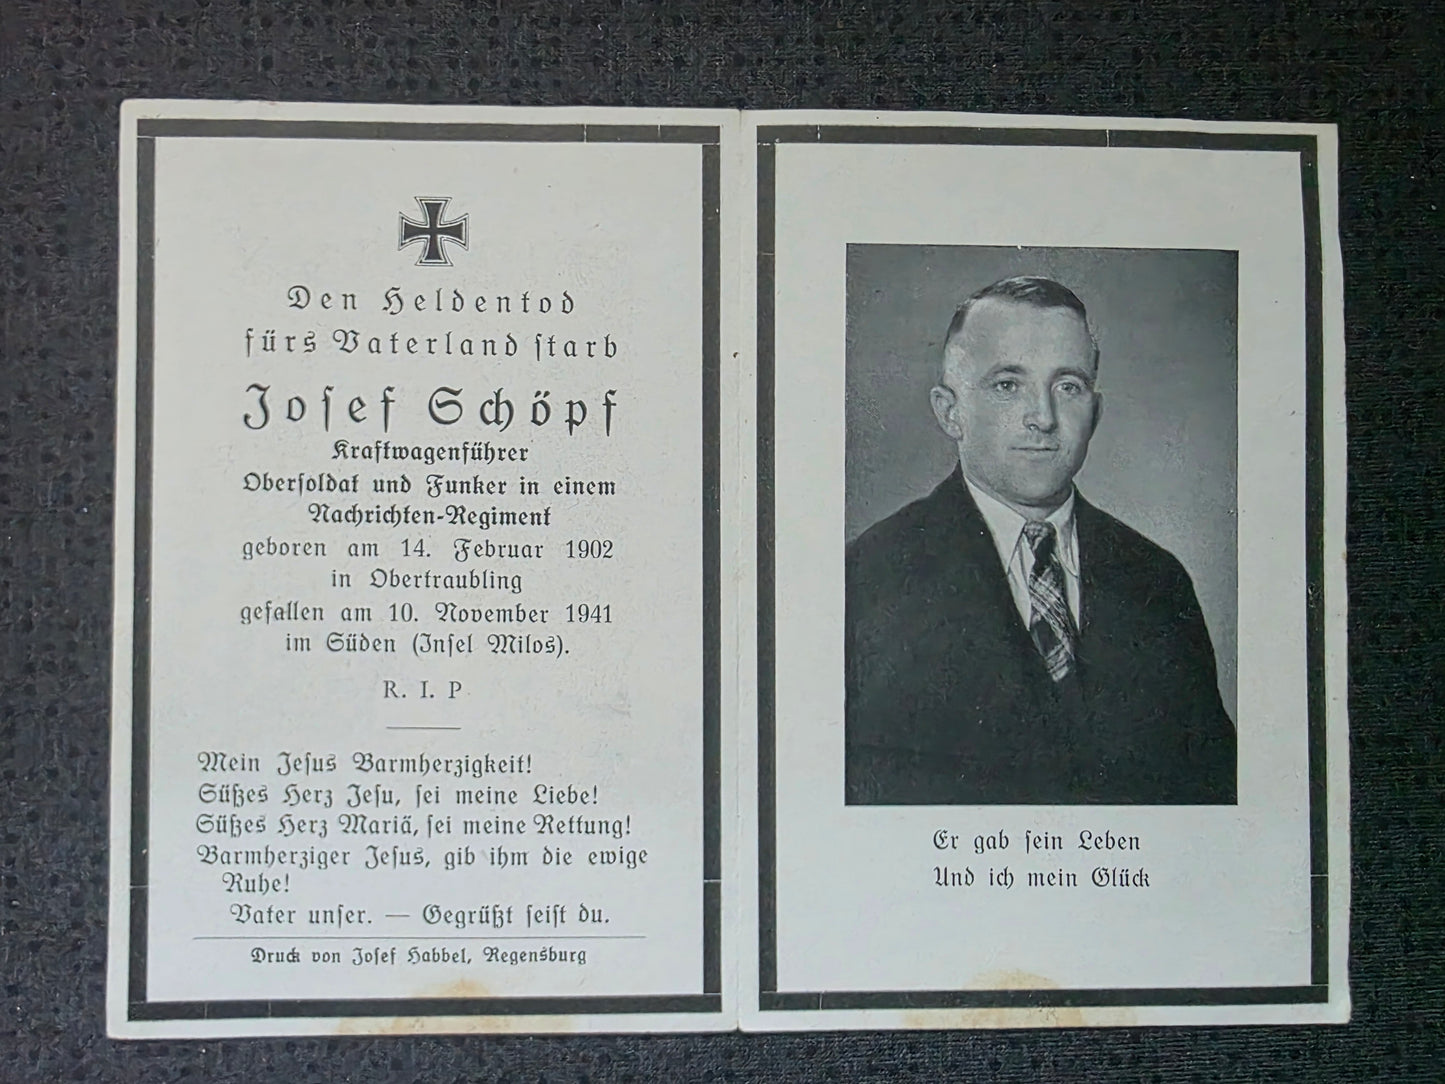 Den Heldentod
fürs Vaterland starb
Josef Schöpf
Kraftwagenführer
Obersoldat und Funker in einem
Nachrichten-Regiment
geboren am 14. Februar 1902
in Obertraubling
gefallen am 10. November 1941
im Süden (Insel Milos).
R. I. P
Mein Jesus Barmherzigkeit!
Süßes Herz Jesu, sei meine Liebe!
Süßes Herz Mariä, sei meine Rettung!
Barmherziger Jesus, gib ihm die ewige
Ruhe!
Vater unser. — Gegrüßt seist du.
Druck von Josef Habbel, Regensburg
Er gab sein Leben
Und ich mein Glück